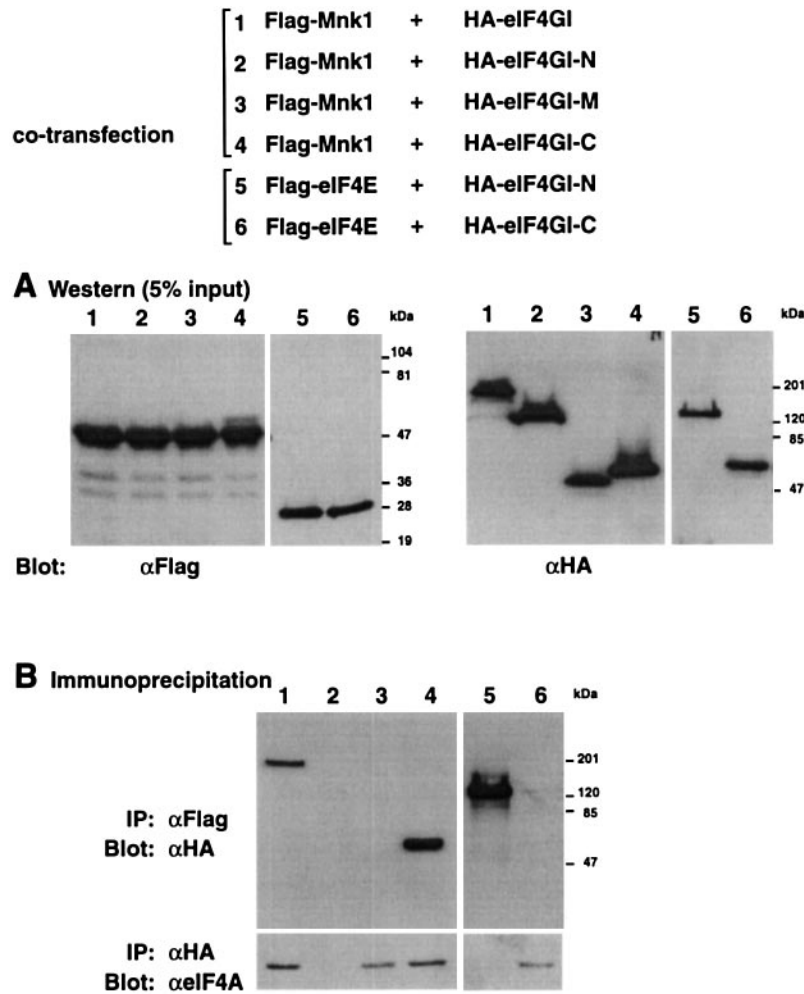 1 Flag-Mnk1 + HA-eIF4GI
2 Flag-Mnk1 + HA-eIF4GI-N
3 Flag-Mnk1 + HA-eIF4GI-M
co-transfection
4 Flag-Mnk1 + HA-eIF4GI-C
5 Flag-eIF4E + HA-eIF4GI-N
6 Flag-eIF4E + HA-eIF4GI-C
A Western (5% input)
1 2 3 4 5 6 kDa 1 2 3 4 5 6 kDa
104
81
47
36
28
19
201
120
85
47
Blot: αFlag αHA
B Immunoprecipitation
1 2 3 4 5 6 kDa
201
120
85
47
IP: αFlag
Blot: αHA
IP: αHA
Blot: αeIF4A